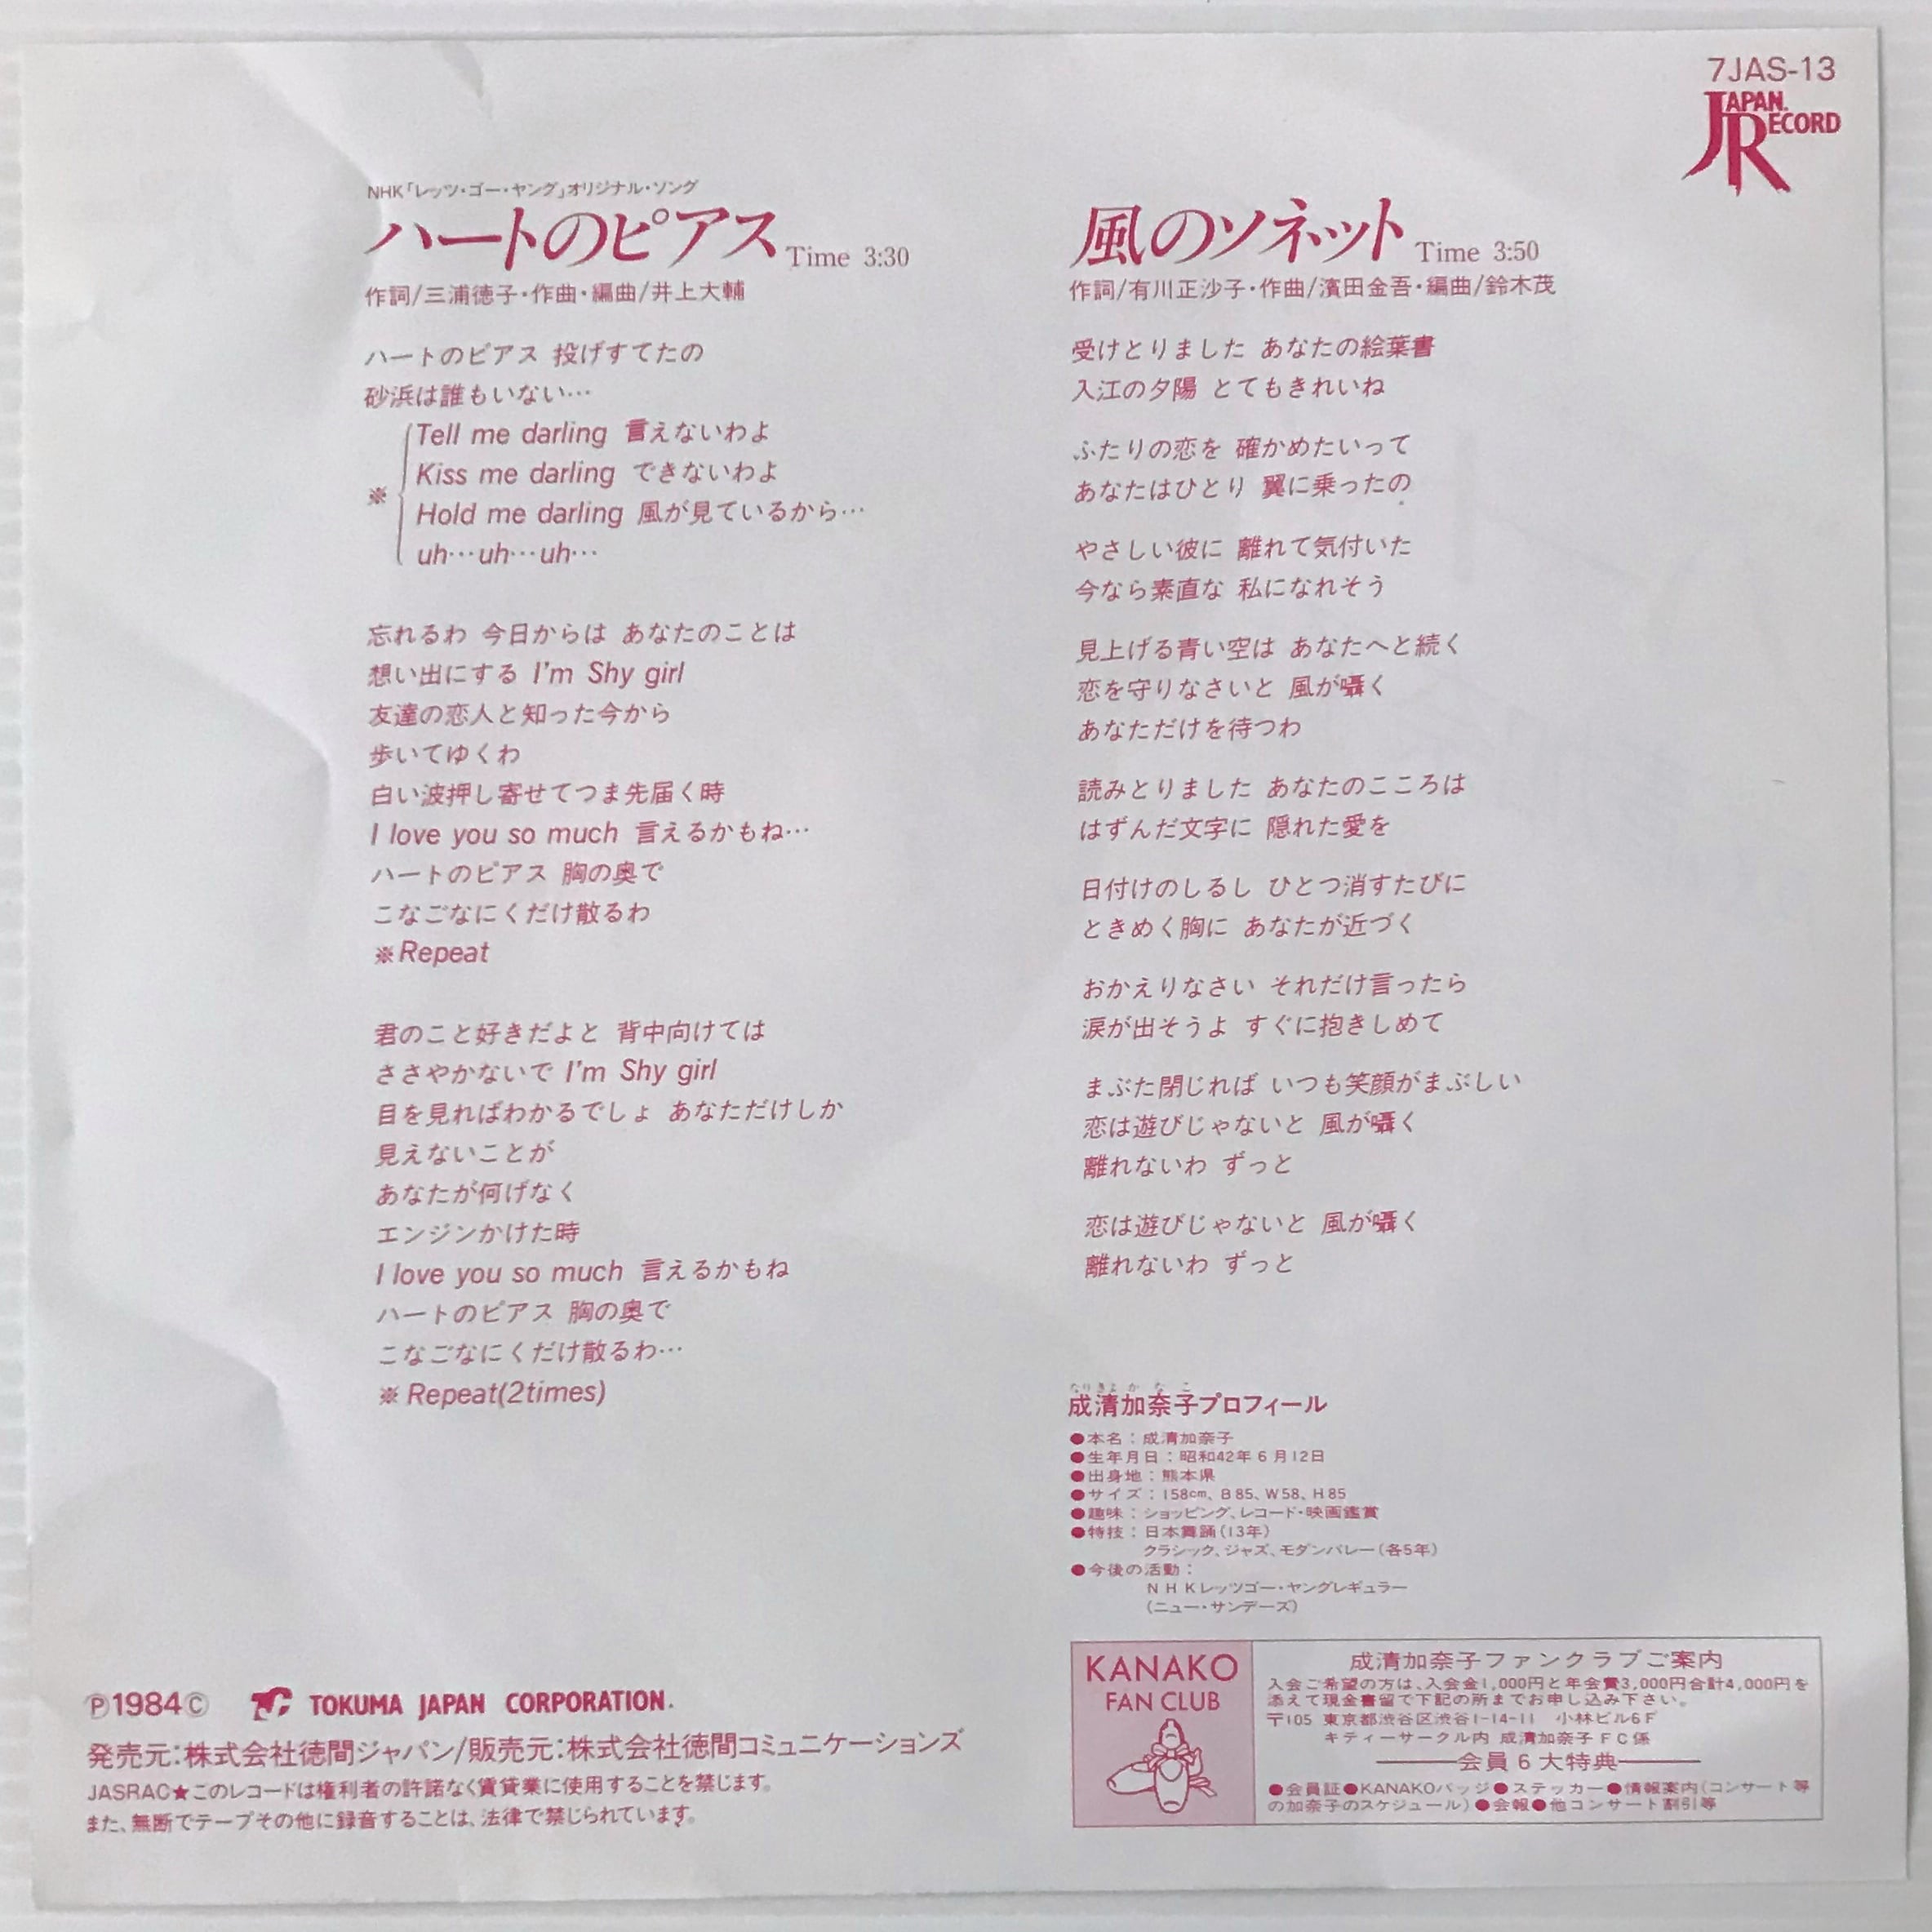 7JAS-13
JAPAN. RECORD
NHK「レッツ・ゴー・ヤング」オリジナル・ソング
ハートのピアス Time 3:30
作詞/三浦徳子・作曲・編曲/井上大輔
ハートのピアス 投げすてたの
砂浜は誰もいない…
Tell me darling 言えないわよ
Kiss me darling できないわよ
※ Hold me darling 風が見ているから…
uh…uh…uh…
忘れるわ 今日からは あなたのことは
想い出にする I'm Shy girl
友達の恋人と知った今から
歩いてゆくわ
白い波押し寄せてつま先届く時
I love you so much 言えるかもね…
ハートのピアス 胸の奥で
こなごなにくだけ散るわ
※Repeat
君のこと好きだよと 背中向けては
ささやかないで I'm Shy girl
目を見ればわかるでしょ あなただけしか
見えないことが
あなたが何げなく
エンジンかけた時
I love you so much 言えるかもね
ハートのピアス 胸の奥で
こなごなにくだけ散るわ…
※Repeat(2times)
風のソネット Time 3:50
作詞/有川正沙子・作曲/濱田金吾・編曲/鈴木茂
受けとりました あなたの絵葉書
入江の夕陽 とてもきれいね
ふたりの恋を 確かめたいって
あなたはひとり 翼に乗ったの
やさしい彼に 離れて気付いた
今なら素直な 私になれそう
見上げる青い空は あなたへと続く
恋を守りなさいと 風が囁く
あなただけを待つわ
読みとりました あなたのこころは
はずんだ文字に 隠れた愛を
日付けのしるし ひとつ消すたびに
ときめく胸に あなたが近づく
おかえりなさい それだけ言ったら
涙が出そうよ すぐに抱きしめて
まぶた閉じれば いつも笑顔がまぶしい
恋は遊びじゃないと 風が囁く
離れないわ ずっと
恋は遊びじゃないと 風が囁く
離れないわ ずっと
なりきよ か な こ
成清加奈子プロフィール
●本名：成清加奈子
●生年月日：昭和42年6月12日
●出身地：熊本県
●サイズ：158cm、B85、W58、H85
●趣味：ショッピング、レコード・映画鑑賞
●特技：日本舞踊(13年)
クラシック、ジャズ、モダンバレー(各5年)
●今後の活動：
NHKレッツゴー・ヤングレギュラー
(ニュー・サンデーズ)
KANAKO
FAN CLUB
成清加奈子ファンクラブご案内
入会ご希望の方は、入会金1,000円と年会費3,000円合計4,000円を
添えて現金書留で下記の所までお申し込み下さい。
〒105 東京都渋谷区渋谷1-14-11 小林ビル6F
キティーサークル内 成清加奈子FC係
会員6大特典
●会員証●KANAKOバッジ●ステッカー●情報案内(コンサート等
の加奈子のスケジュール)●会報●他コンサート割引等
Ⓟ1984© TOKUMA JAPAN CORPORATION.
発売元：株式会社徳間ジャパン/販売元：株式会社徳間コミュニケーションズ
JASRAC★このレコードは権利者の許諾なく賃貸業に使用することを禁じます。
また、無断でテープその他に録音することは、法律で禁じられています。